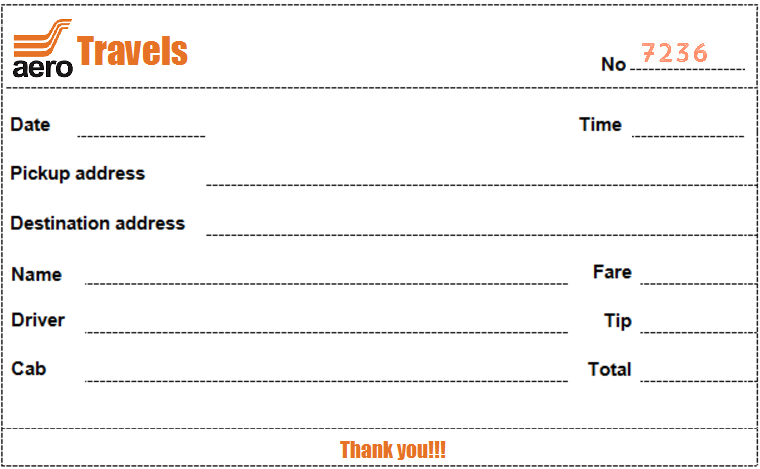 aero Travels
No 7236
Date Time
Pickup address
Destination address
Name Fare
Driver Tip
Cab Total
Thank you!!!